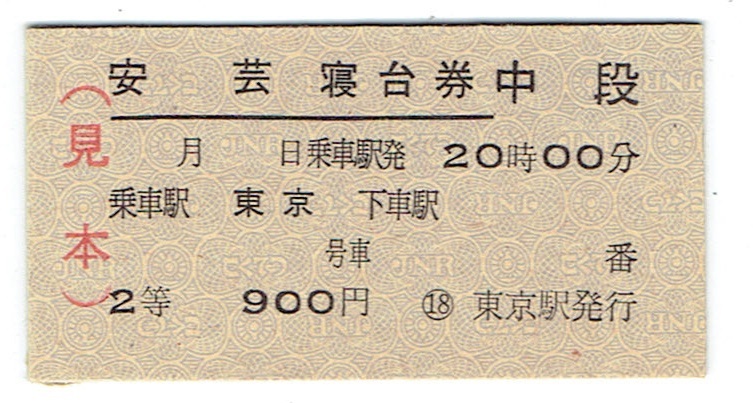 (見本)
安芸寝台券中段
月 日乗車駅発 20時00分
乗車駅 東京 下車駅
号車 番
2等 900円 ⑱ 東京駅発行